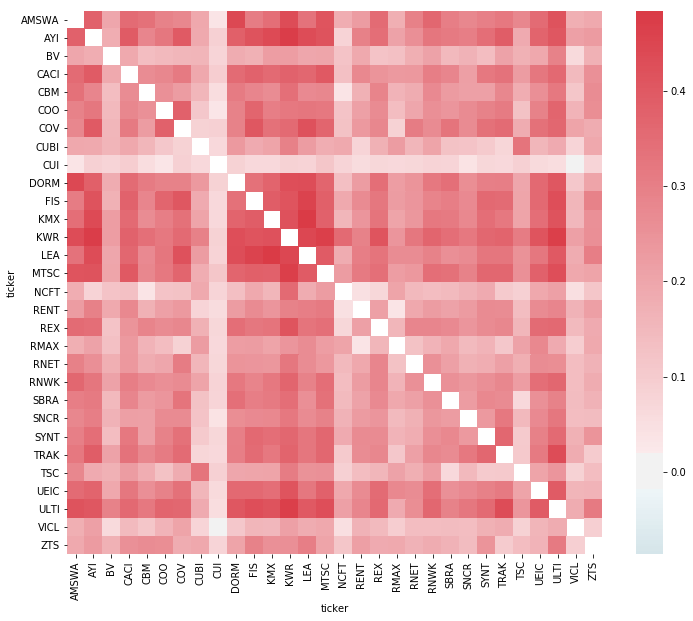 AMSWA
AYI
BV
CACI
CBM
COO
COV
CUBI
CUI
DORM
FIS
KMX
KWR
LEA
MTSC
NCFT
RENT
REX
RMAX
RNET
RNWK
SBRA
SNCR
SYNT
TRAK
TSC
UEIC
ULTI
VICL
ZTS
ticker
AMSWA AYI BV CACI CBM COO COV CUBI CUI DORM FIS KMX KWR LEA MTSC NCFT RENT REX RMAX RNET RNWK SBRA SNCR SYNT TRAK TSC UEIC ULTI VICL ZTS
ticker
0.4
0.3
0.2
0.1
0.0